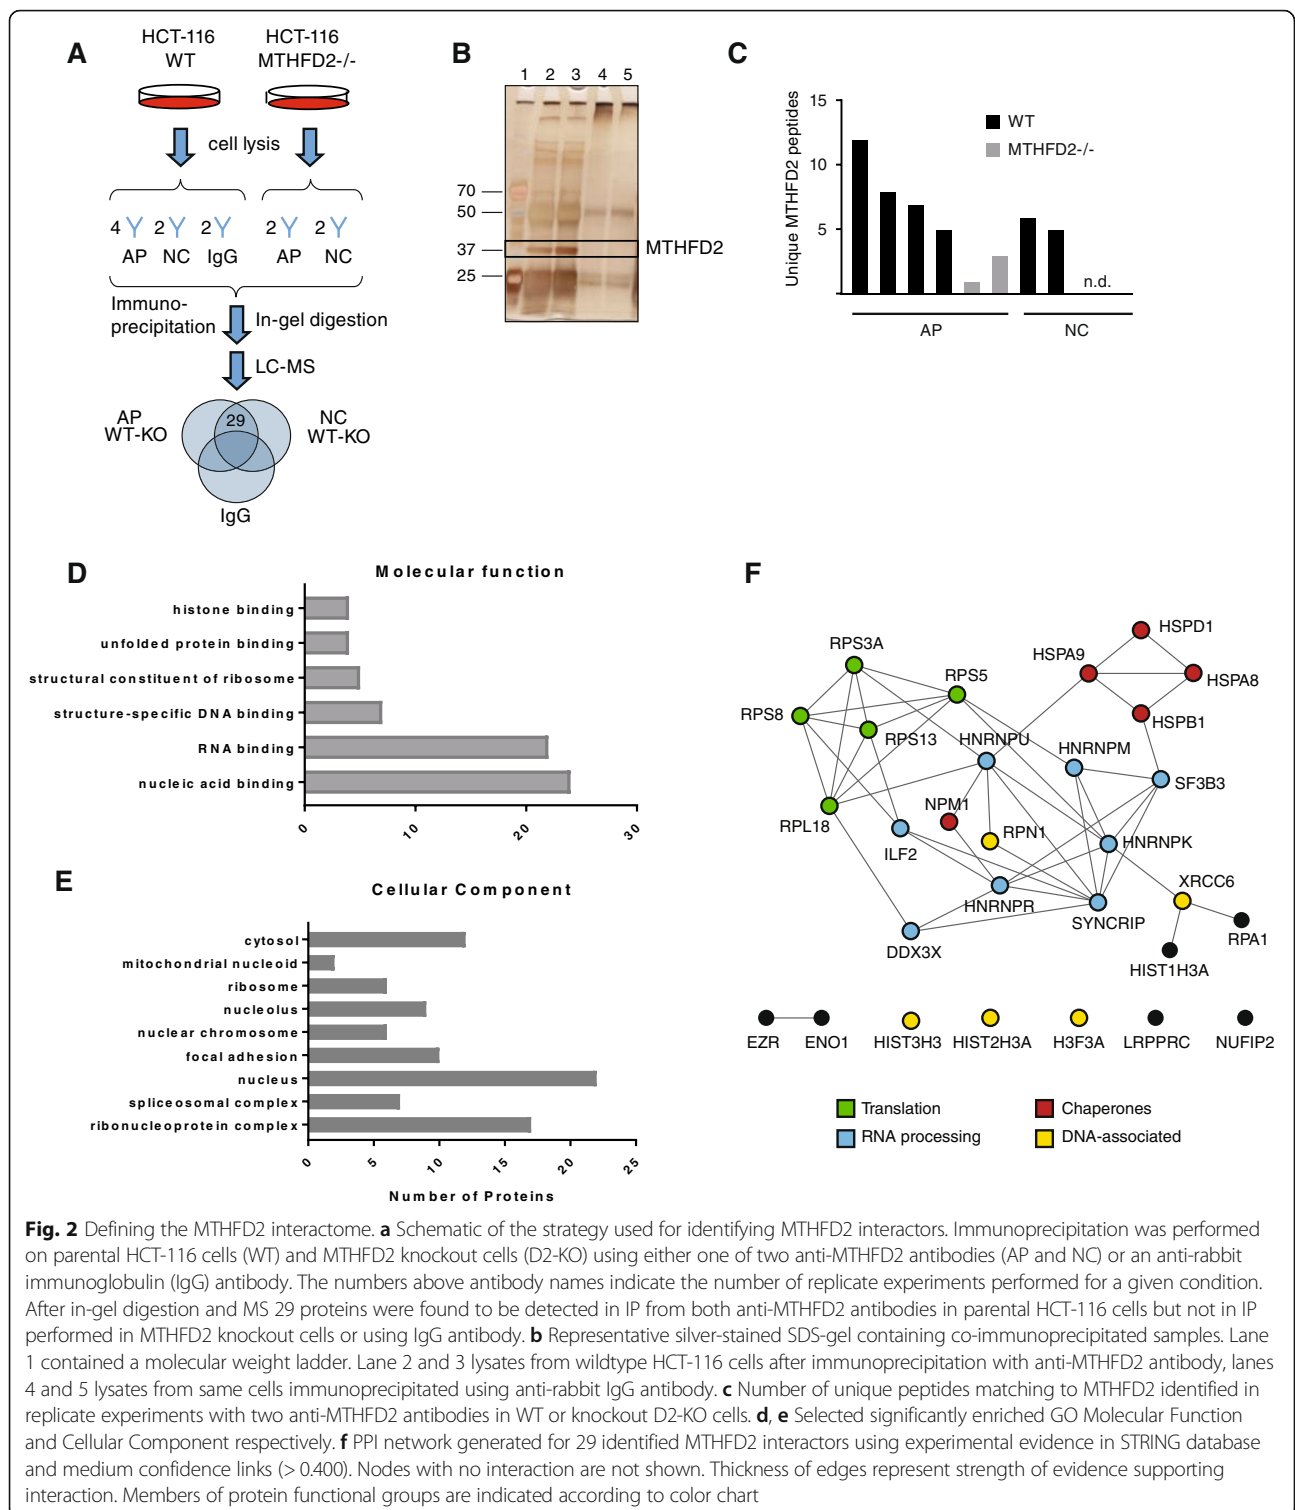 A
HCT-116
WT
HCT-116
MTHFD2-/-
cell lysis
4
AP
2
NC
2
IgG
2
AP
2
NC
Immuno-
precipitation
In-gel digestion
LC-MS
AP
WT-KO
29
NC
WT-KO
IgG
B
1 2 3 4 5
70
50
37
25
MTHFD2
C
Unique MTHFD2 peptides
15
10
5
WT
MTHFD2-/-
n.d.
AP
NC
D
Molecular function
histone binding
unfolded protein binding
structural constituent of ribosome
structure-specific DNA binding
RNA binding
nucleic acid binding
0 10 20 30
E
Cellular Component
cytosol
mitochondrial nucleoid
ribosome
nucleolus
nuclear chromosome
focal adhesion
nucleus
spliceosomal complex
ribonucleoprotein complex
0 5 10 15 20 25
Number of Proteins
F
HSPD1
RPS3A
HSPA9
RPS5
HSPA8
RPS8
HSPB1
RPS13
HNRNPU
HNRNPM
SF3B3
NPM1
RPL18
RPN1
HNRNPK
ILF2
XRCC6
HNRNPR
SYNCRIP
RPA1
DDX3X
HIST1H3A
EZR
ENO1
HIST3H3
HIST2H3A
H3F3A
LRPPRC
NUFIP2
Translation
Chaperones
RNA processing
DNA-associated
Fig. 2 Defining the MTHFD2 interactome. a Schematic of the strategy used for identifying MTHFD2 interactors. Immunoprecipitation was performed
on parental HCT-116 cells (WT) and MTHFD2 knockout cells (D2-KO) using either one of two anti-MTHFD2 antibodies (AP and NC) or an anti-rabbit
immunoglobulin (IgG) antibody. The numbers above antibody names indicate the number of replicate experiments performed for a given condition.
After in-gel digestion and MS 29 proteins were found to be detected in IP from both anti-MTHFD2 antibodies in parental HCT-116 cells but not in IP
performed in MTHFD2 knockout cells or using IgG antibody. b Representative silver-stained SDS-gel containing co-immunoprecipitated samples. Lane
1 contained a molecular weight ladder. Lane 2 and 3 lysates from wildtype HCT-116 cells after immunoprecipitation with anti-MTHFD2 antibody, lanes
4 and 5 lysates from same cells immunoprecipitated using anti-rabbit IgG antibody. c Number of unique peptides matching to MTHFD2 identified in
replicate experiments with two anti-MTHFD2 antibodies in WT or knockout D2-KO cells. d, e Selected significantly enriched GO Molecular Function
and Cellular Component respectively. f PPI network generated for 29 identified MTHFD2 interactors using experimental evidence in STRING database
and medium confidence links (> 0.400). Nodes with no interaction are not shown. Thickness of edges represent strength of evidence supporting
interaction. Members of protein functional groups are indicated according to color chart